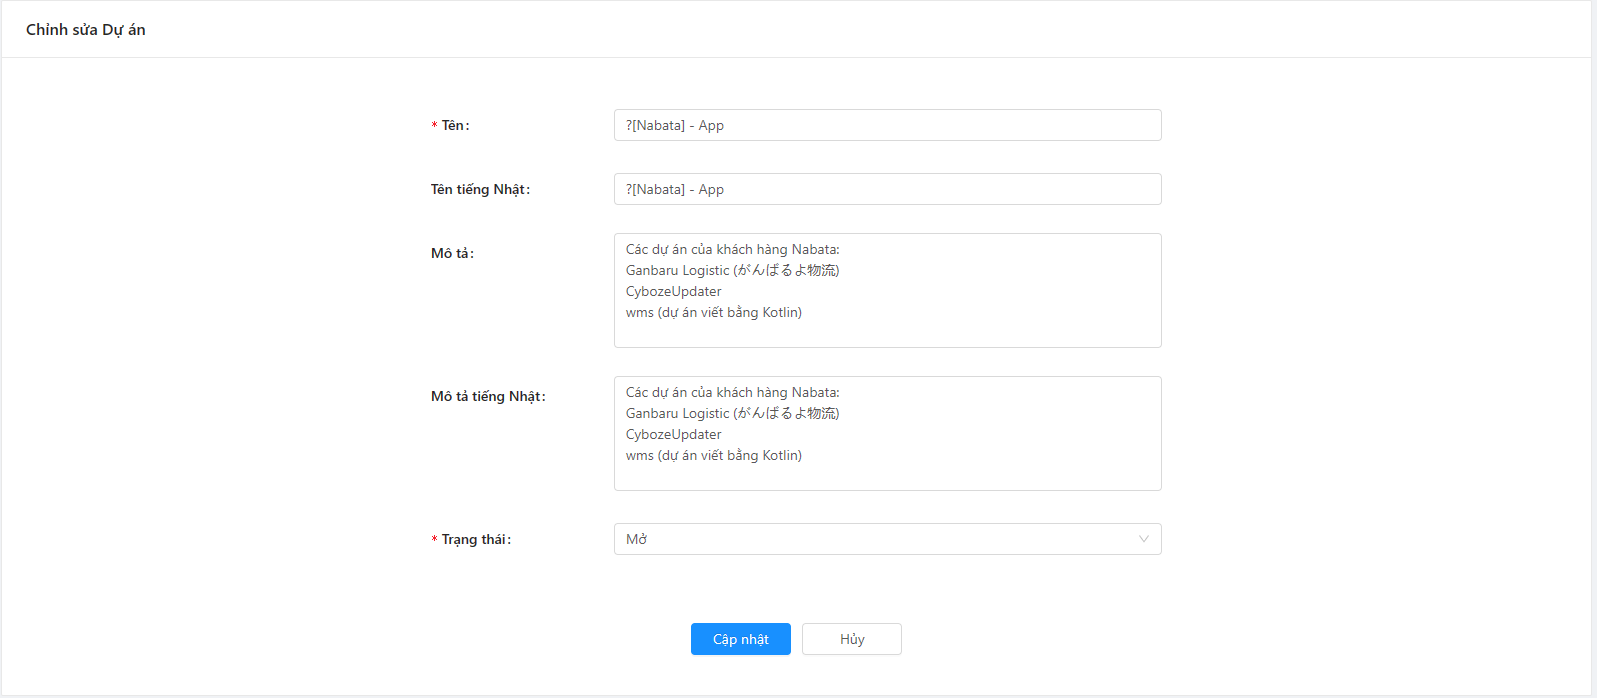 Chỉnh sửa Dự án
* Tên:
?[Nabata] - App
Tên tiếng Nhật:
?[Nabata] - App
Mô tả:
Các dự án của khách hàng Nabata:
Ganbaru Logistic (がんばるよ物流)
CybozeUpdater
wms (dự án viết bằng Kotlin)
Mô tả tiếng Nhật:
Các dự án của khách hàng Nabata:
Ganbaru Logistic (がんばるよ物流)
CybozeUpdater
wms (dự án viết bằng Kotlin)
* Trạng thái:
Mở
Cập nhật
Hủy